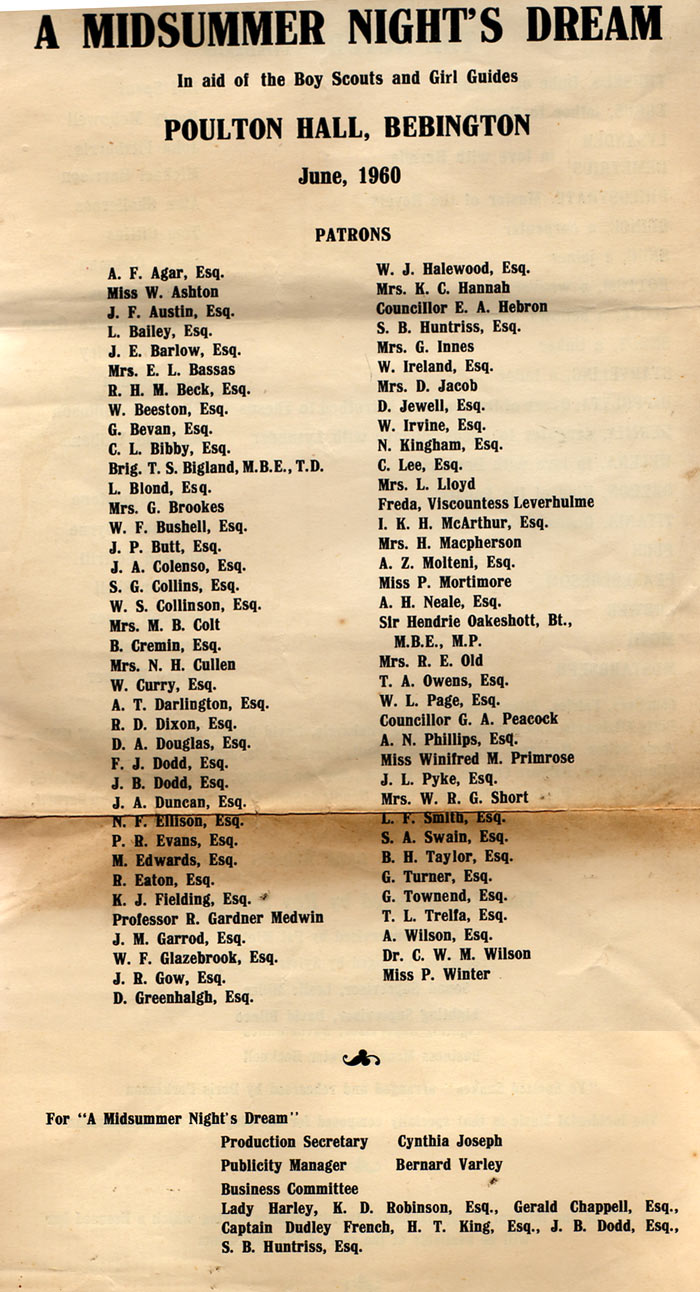 A MIDSUMMER NIGHT'S DREAM
In aid of the Boy Scouts and Girl Guides
POULTON HALL, BEBINGTON
June, 1960
PATRONS
A. F. Agar, Esq.
Miss W. Ashton
J. F. Austin, Esq.
L. Bailey, Esq.
J. E. Barlow, Esq.
Mrs. E. L. Bassas
R. H. M. Beck, Esq.
W. Beeston, Esq.
G. Bevan, Esq.
C. L. Bibby, Esq.
Brig. T. S. Bigland, M.B.E., T.D.
L. Blond, Esq.
Mrs. G. Brookes
W. F. Bushell, Esq.
J. P. Butt, Esq.
J. A. Colenso, Esq.
S. G. Collins, Esq.
W. S. Collinson, Esq.
Mrs. M. B. Colt
B. Cremin, Esq.
Mrs. N. H. Cullen
W. Curry, Esq.
A. T. Darlington, Esq.
R. D. Dixon, Esq.
D. A. Douglas, Esq.
F. J. Dodd, Esq.
J. B. Dodd, Esq.
J. A. Duncan, Esq.
N. F. Ellison, Esq.
P. R. Evans, Esq.
M. Edwards, Esq.
R. Eaton, Esq.
K. J. Fielding, Esq.
Professor R. Gardner Medwin
J. M. Garrod, Esq.
W. F. Glazebrook, Esq.
J. R. Gow, Esq.
D. Greenhalgh, Esq.
W. J. Halewood, Esq.
Mrs. K. C. Hannah
Councillor E. A. Hebron
S. B. Huntriss, Esq.
Mrs. G. Innes
W. Ireland, Esq.
Mrs. D. Jacob
D. Jewell, Esq.
W. Irvine, Esq.
N. Kingham, Esq.
C. Lee, Esq.
Mrs. L. Lloyd
Freda, Viscountess Leverhulme
I. K. H. McArthur, Esq.
Mrs. H. Macpherson
A. Z. Molteni, Esq.
Miss P. Mortimore
A. H. Neale, Esq.
Sir Hendrie Oakeshott, Bt.,
M.B.E., M.P.
Mrs. R. E. Old
T. A. Owens, Esq.
W. L. Page, Esq.
Councillor G. A. Peacock
A. N. Phillips, Esq.
Miss Winifred M. Primrose
J. L. Pyke, Esq.
Mrs. W. R. G. Short
L. F. Smith, Esq.
S. A. Swain, Esq.
B. H. Taylor, Esq.
G. Turner, Esq.
G. Townend, Esq.
T. L. Trelfa, Esq.
A. Wilson, Esq.
Dr. C. W. M. Wilson
Miss P. Winter
For "A Midsummer Night's Dream"
Production Secretary Cynthia Joseph
Publicity Manager Bernard Varley
Business Committee
Lady Harley, K. D. Robinson, Esq., Gerald Chappell, Esq.,
Captain Dudley French, H. T. King, Esq., J. B. Dodd, Esq.,
S. B. Huntriss, Esq.